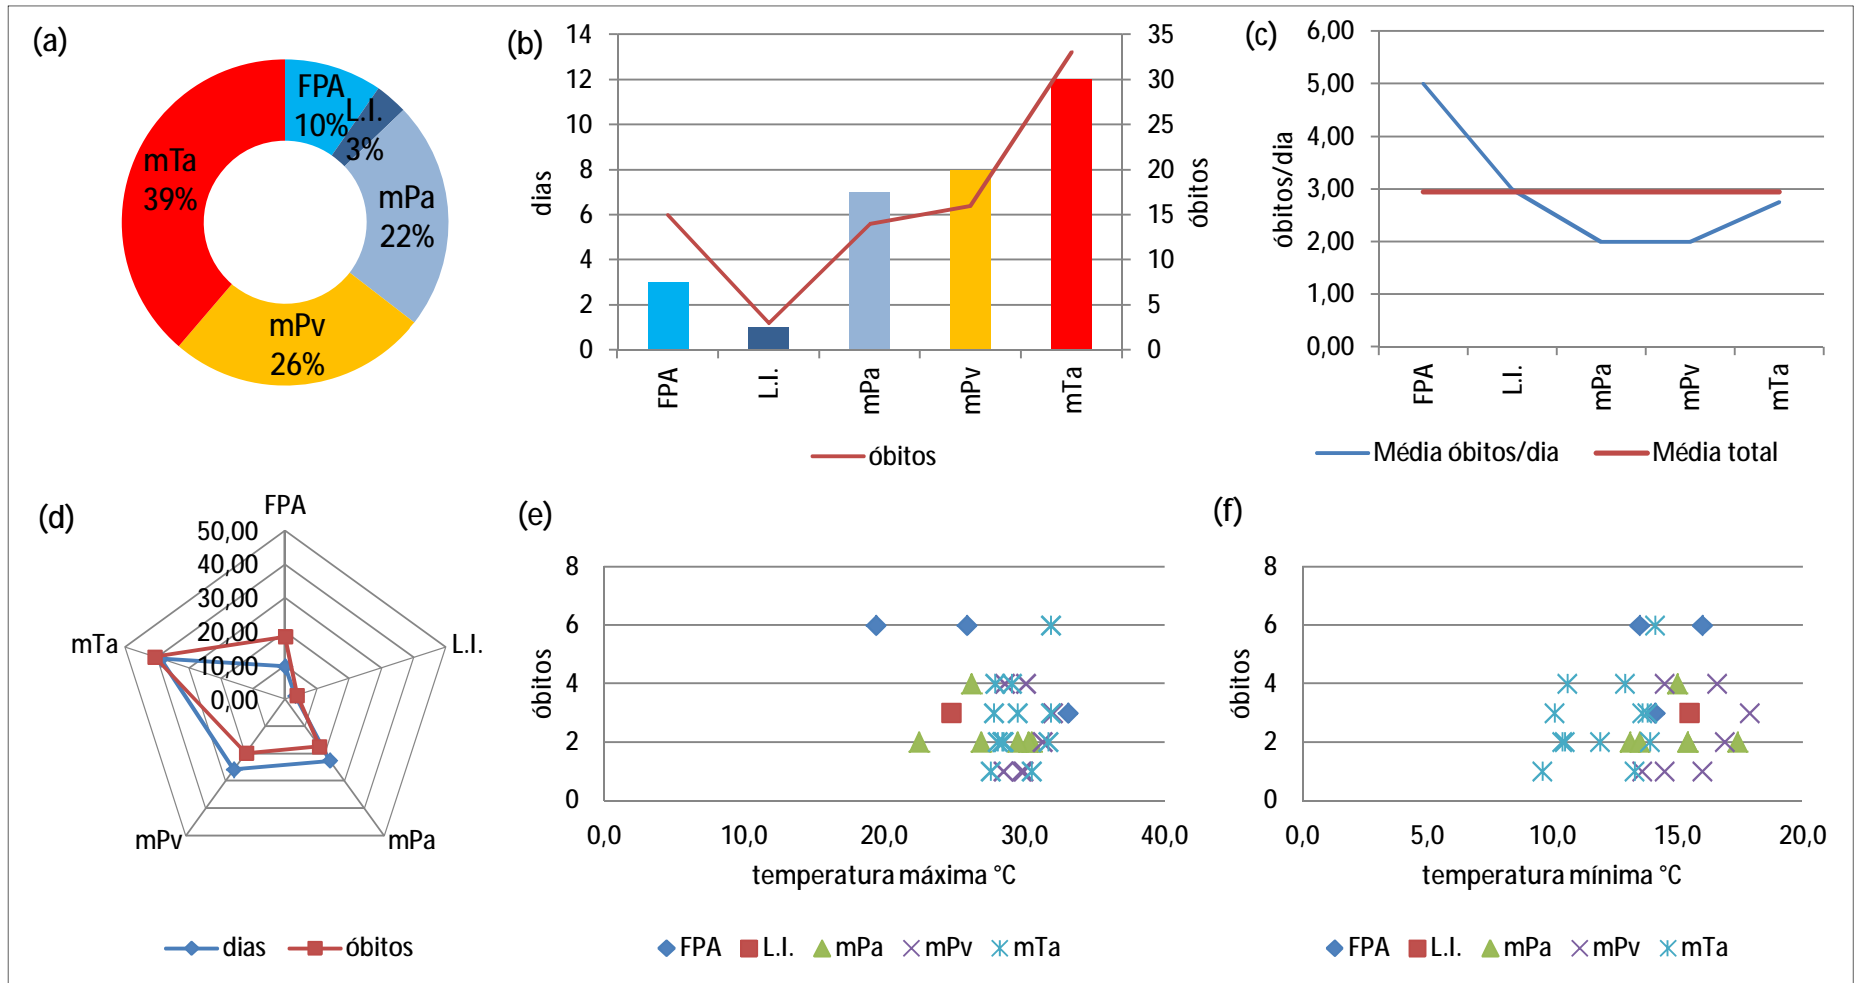 (a)
FPA
10%
L.I.
3%
mPa
22%
mPv
26%
mTa
39%
(b)
dias
14
12
10
8
6
4
2
0
35
30
25
20
15
10
5
0
óbitos
FPA
L.I.
mPa
mPv
mTa
óbitos
(c)
óbitos/dia
6,00
5,00
4,00
3,00
2,00
1,00
0,00
FPA
L.I.
mPa
mPv
mTa
Média óbitos/dia
Média total
(d)
FPA
50,00
40,00
30,00
20,00
10,00
0,00
mTa
L.I.
mPv
mPa
dias
óbitos
(e)
óbitos
8
6
4
2
0
0,0 10,0 20,0 30,0 40,0
temperatura máxima °C
FPA L.I. mPa mPv mTa
(f)
óbitos
8
6
4
2
0
0,0 5,0 10,0 15,0 20,0
temperatura mínima °C
FPA L.I. mPa mPv mTa